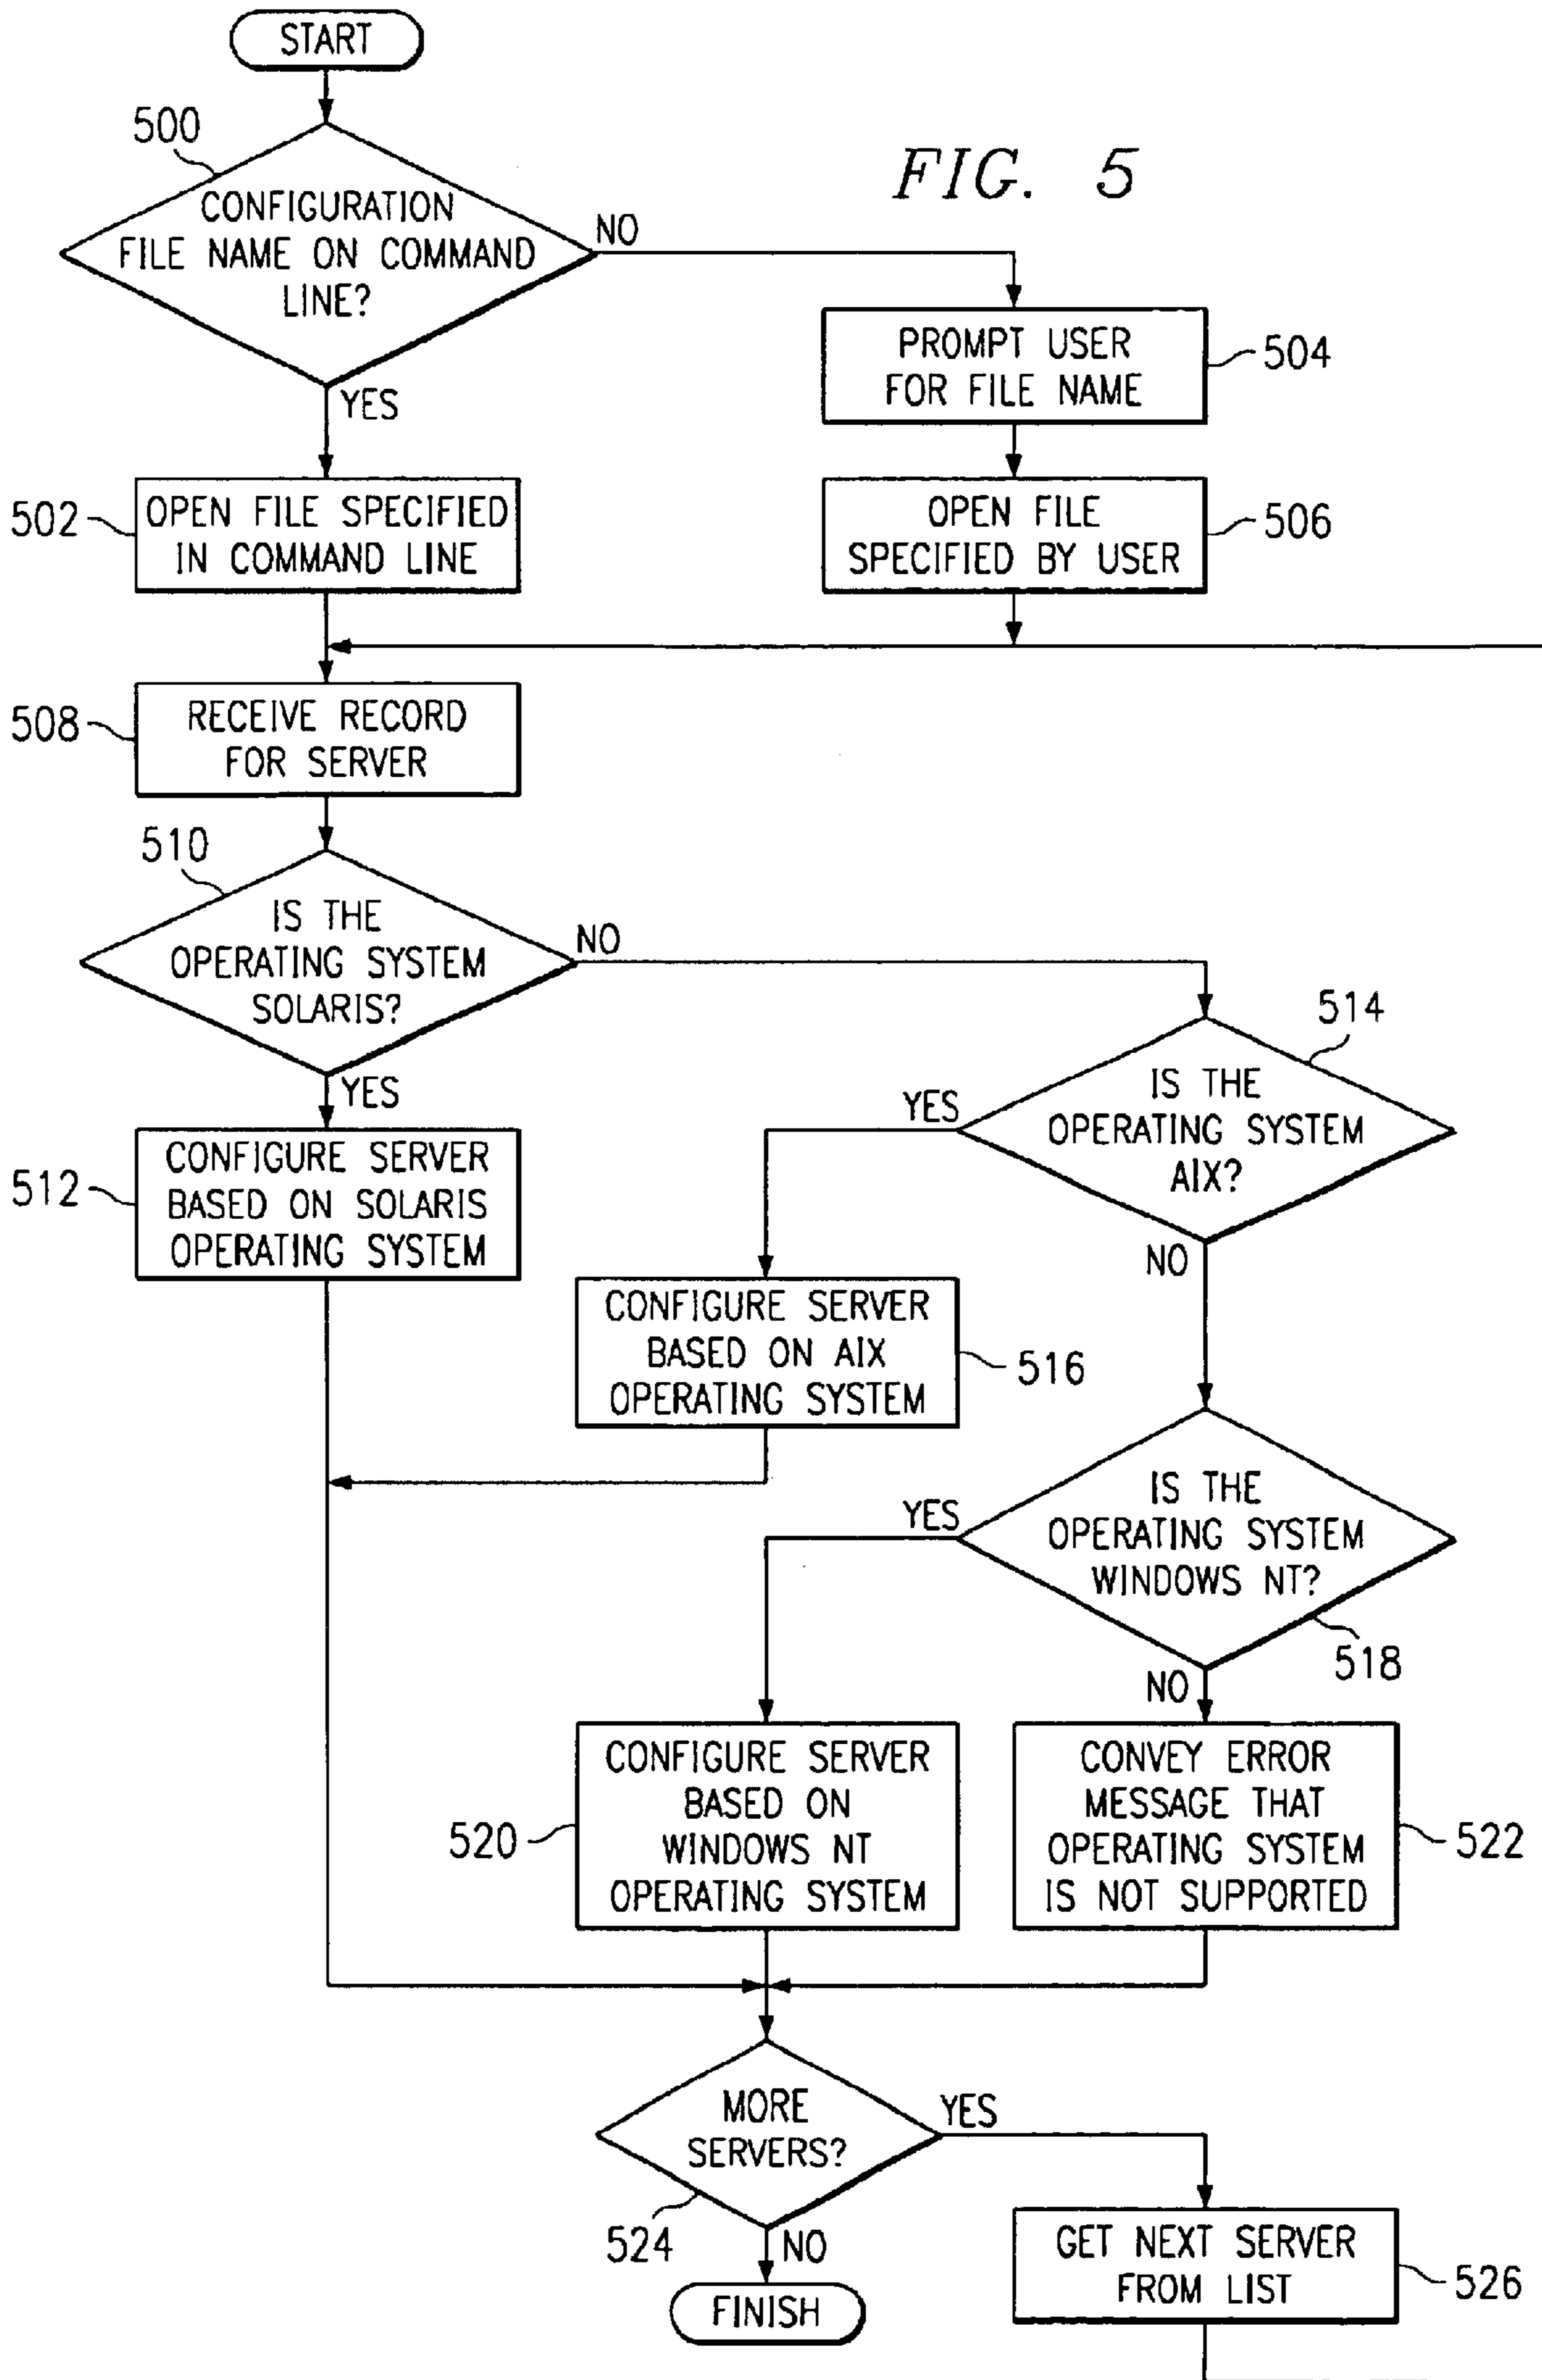 START
500
FIG. 5
CONFIGURATION
FILE NAME ON COMMAND
LINE?
NO
YES
PROMPT USER
FOR FILE NAME
504
502
OPEN FILE SPECIFIED
IN COMMAND LINE
OPEN FILE
SPECIFIED BY USER
506
508
RECEIVE RECORD
FOR SERVER
510
IS THE
OPERATING SYSTEM
SOLARIS?
NO
YES
514
IS THE
OPERATING SYSTEM
AIX?
YES
NO
512
CONFIGURE SERVER
BASED ON SOLARIS
OPERATING SYSTEM
CONFIGURE SERVER
BASED ON AIX
OPERATING SYSTEM
516
IS THE
OPERATING SYSTEM
WINDOWS NT?
YES
518
NO
520
CONFIGURE SERVER
BASED ON
WINDOWS NT
OPERATING SYSTEM
CONVEY ERROR
MESSAGE THAT
OPERATING SYSTEM
IS NOT SUPPORTED
522
MORE
SERVERS?
YES
524
NO
GET NEXT SERVER
FROM LIST
526
FINISH